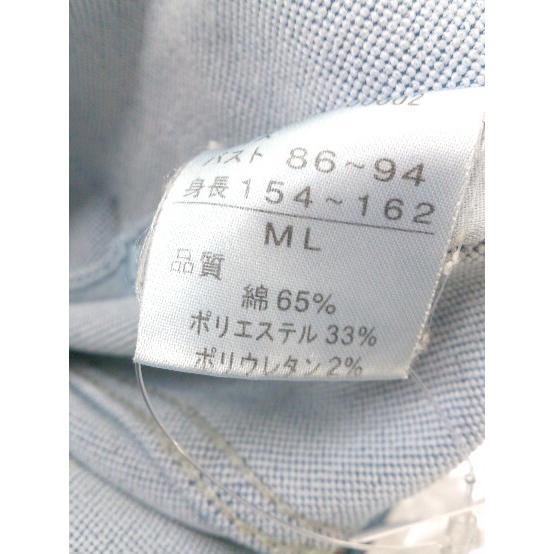 バスト 86~94
身長 154~162
ML
品質
綿 65%
ポリエステル 33%
ポリウレタン 2%